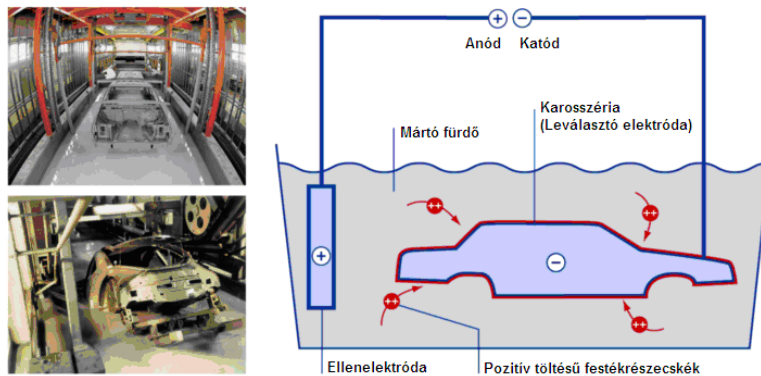 + −
Anód Katód
Karosszéria
(Leválasztó elektróda)
Mártó fürdő
++ ++
+ −
++ ++
Ellenelektróda Pozitív töltésű festékrészecskék